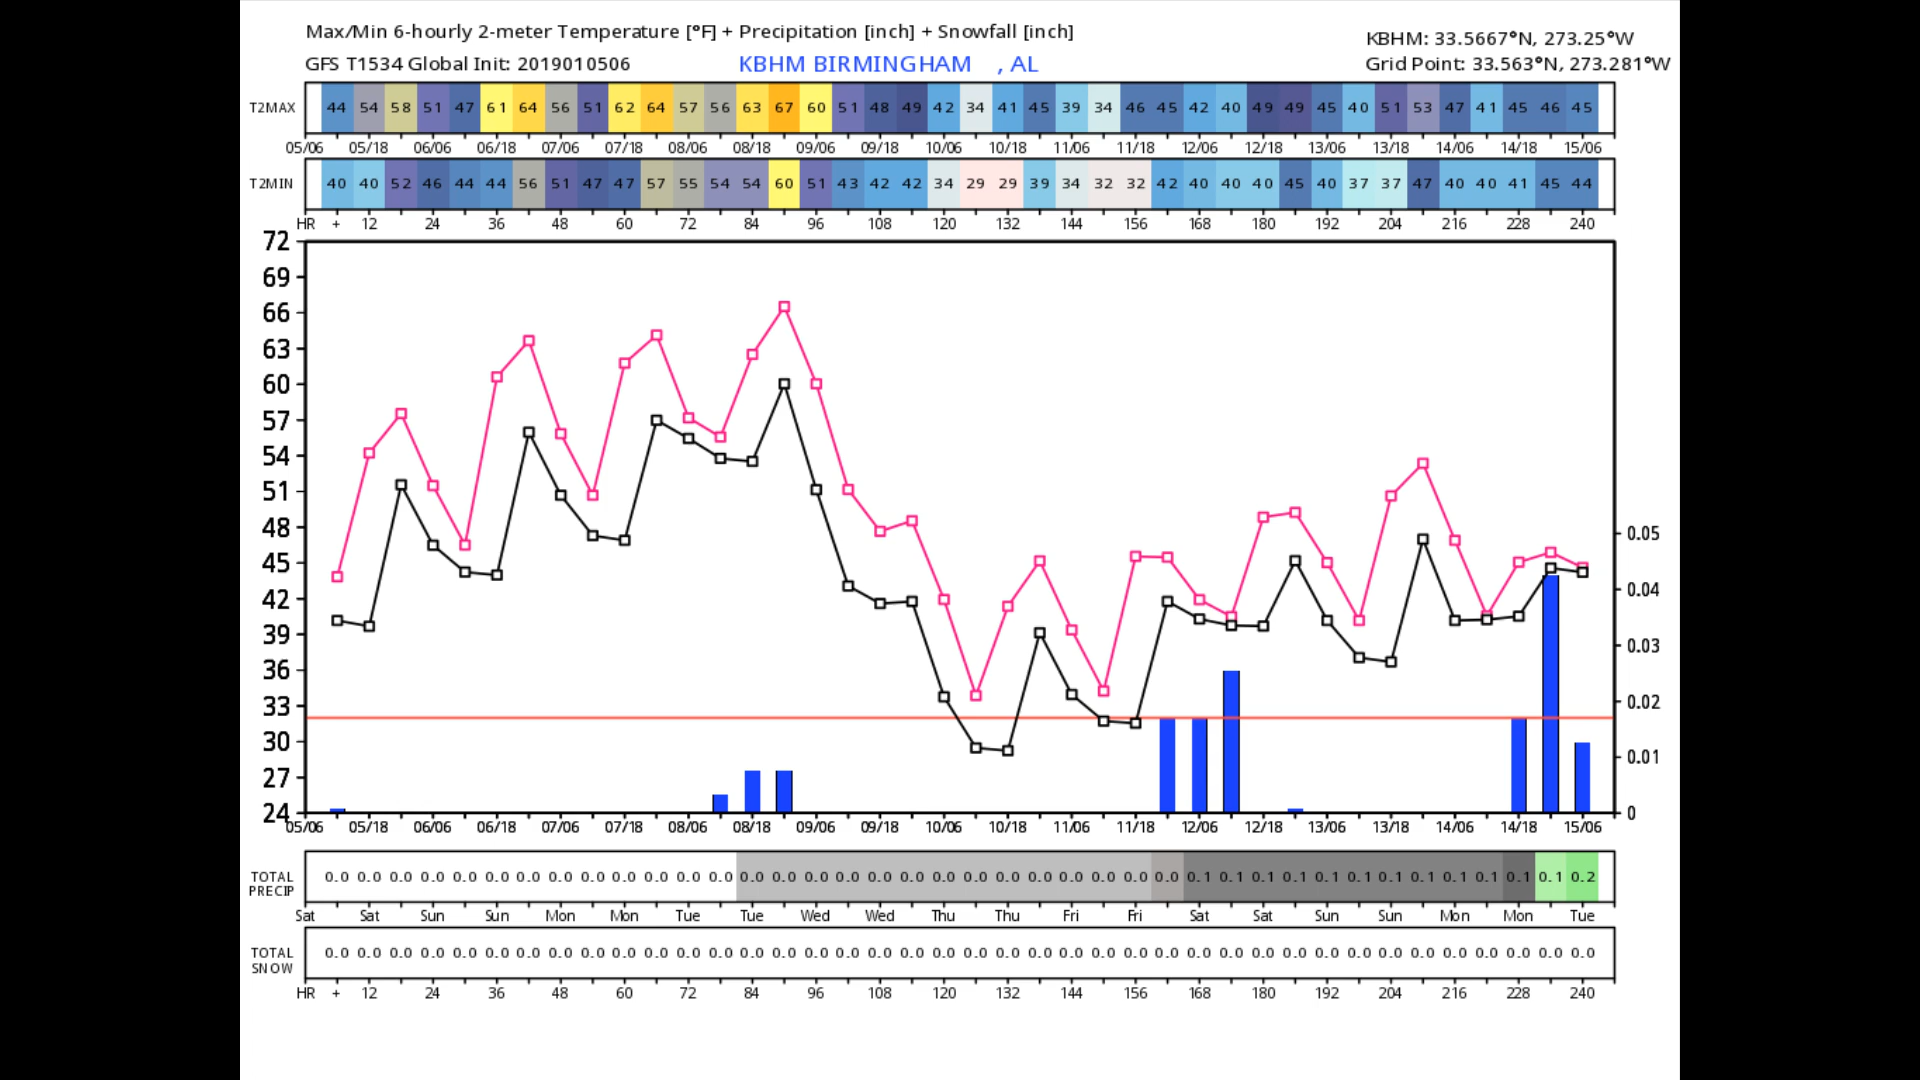 Max/Min 6-hourly 2-meter Temperature [°F] + Precipitation [inch] + Snowfall [inch]
KBHM: 33.5667°N, 273.25°W
GFS T1534 Global Init: 2019010506 KBHM BIRMINGHAM , AL Grid Point: 33.563°N, 273.281°W
T2MAX 44 54 58 51 47 61 64 56 51 62 64 57 56 63 67 60 51 48 49 42 34 41 45 39 34 46 45 42 40 49 49 45 40 51 53 47 41 45 46 45
05/06 05/18 06/06 06/18 07/06 07/18 08/06 08/18 09/06 09/18 10/06 10/18 11/06 11/18 12/06 12/18 13/06 13/18 14/06 14/18 15/06
T2MIN 40 40 52 46 44 44 56 51 47 47 57 55 54 54 60 51 43 42 42 34 29 29 39 34 32 32 42 40 40 40 45 40 37 37 47 40 40 41 45 44
HR + 12 24 36 48 60 72 84 96 108 120 132 144 156 168 180 192 204 216 228 240
72
69
66
63
60
57
54
51
48 0.05
45
42 0.04
39
36 0.03
33 0.02
30
27 0.01
24 0
05/06 05/18 06/06 06/18 07/06 07/18 08/06 08/18 09/06 09/18 10/06 10/18 11/06 11/18 12/06 12/18 13/06 13/18 14/06 14/18 15/06
TOTAL PRECIP 0.0 0.0 0.0 0.0 0.0 0.0 0.0 0.0 0.0 0.0 0.0 0.0 0.0 0.0 0.0 0.0 0.0 0.0 0.0 0.0 0.0 0.0 0.0 0.0 0.0 0.0 0.0 0.1 0.1 0.1 0.1 0.1 0.1 0.1 0.1 0.1 0.1 0.1 0.1 0.2
Sat Sat Sun Sun Mon Mon Tue Tue Wed Wed Thu Thu Fri Fri Sat Sat Sun Sun Mon Mon Tue
TOTAL SNOW 0.0 0.0 0.0 0.0 0.0 0.0 0.0 0.0 0.0 0.0 0.0 0.0 0.0 0.0 0.0 0.0 0.0 0.0 0.0 0.0 0.0 0.0 0.0 0.0 0.0 0.0 0.0 0.0 0.0 0.0 0.0 0.0 0.0 0.0 0.0 0.0 0.0 0.0 0.0 0.0
HR + 12 24 36 48 60 72 84 96 108 120 132 144 156 168 180 192 204 216 228 240